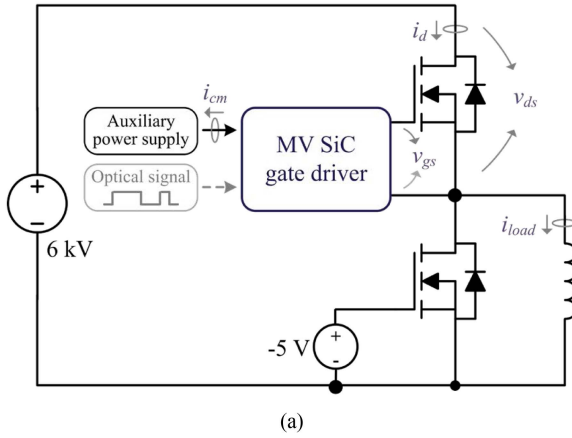 i_d
v_ds
i_cm
Auxiliary
power supply
MV SiC
gate driver
v_gs
Optical signal
+
−
6 kV
i_load
-5 V
+
-
(a)